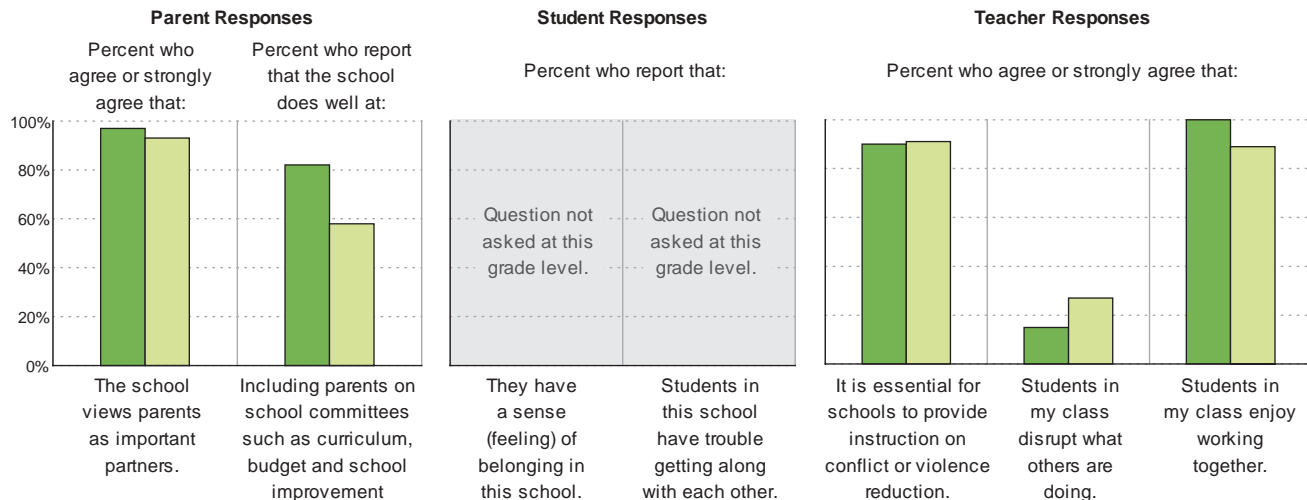 Parent Responses
Percent who
agree or strongly
agree that:
Percent who report
that the school
does well at:
100%
80%
60%
40%
20%
0%
The school
views parents
as important
partners.
Including parents on
school committees
such as curriculum,
budget and school
improvement
Student Responses
Percent who report that:
Question not
asked at this
grade level.
Question not
asked at this
grade level.
They have
a sense
(feeling) of
belonging in
this school.
Students in
this school
have trouble
getting along
with each other.
Teacher Responses
Percent who agree or strongly agree that:
It is essential for
schools to provide
instruction on
conflict or violence
reduction.
Students in
my class
disrupt what
others are
doing.
Students in
my class enjoy
working
together.